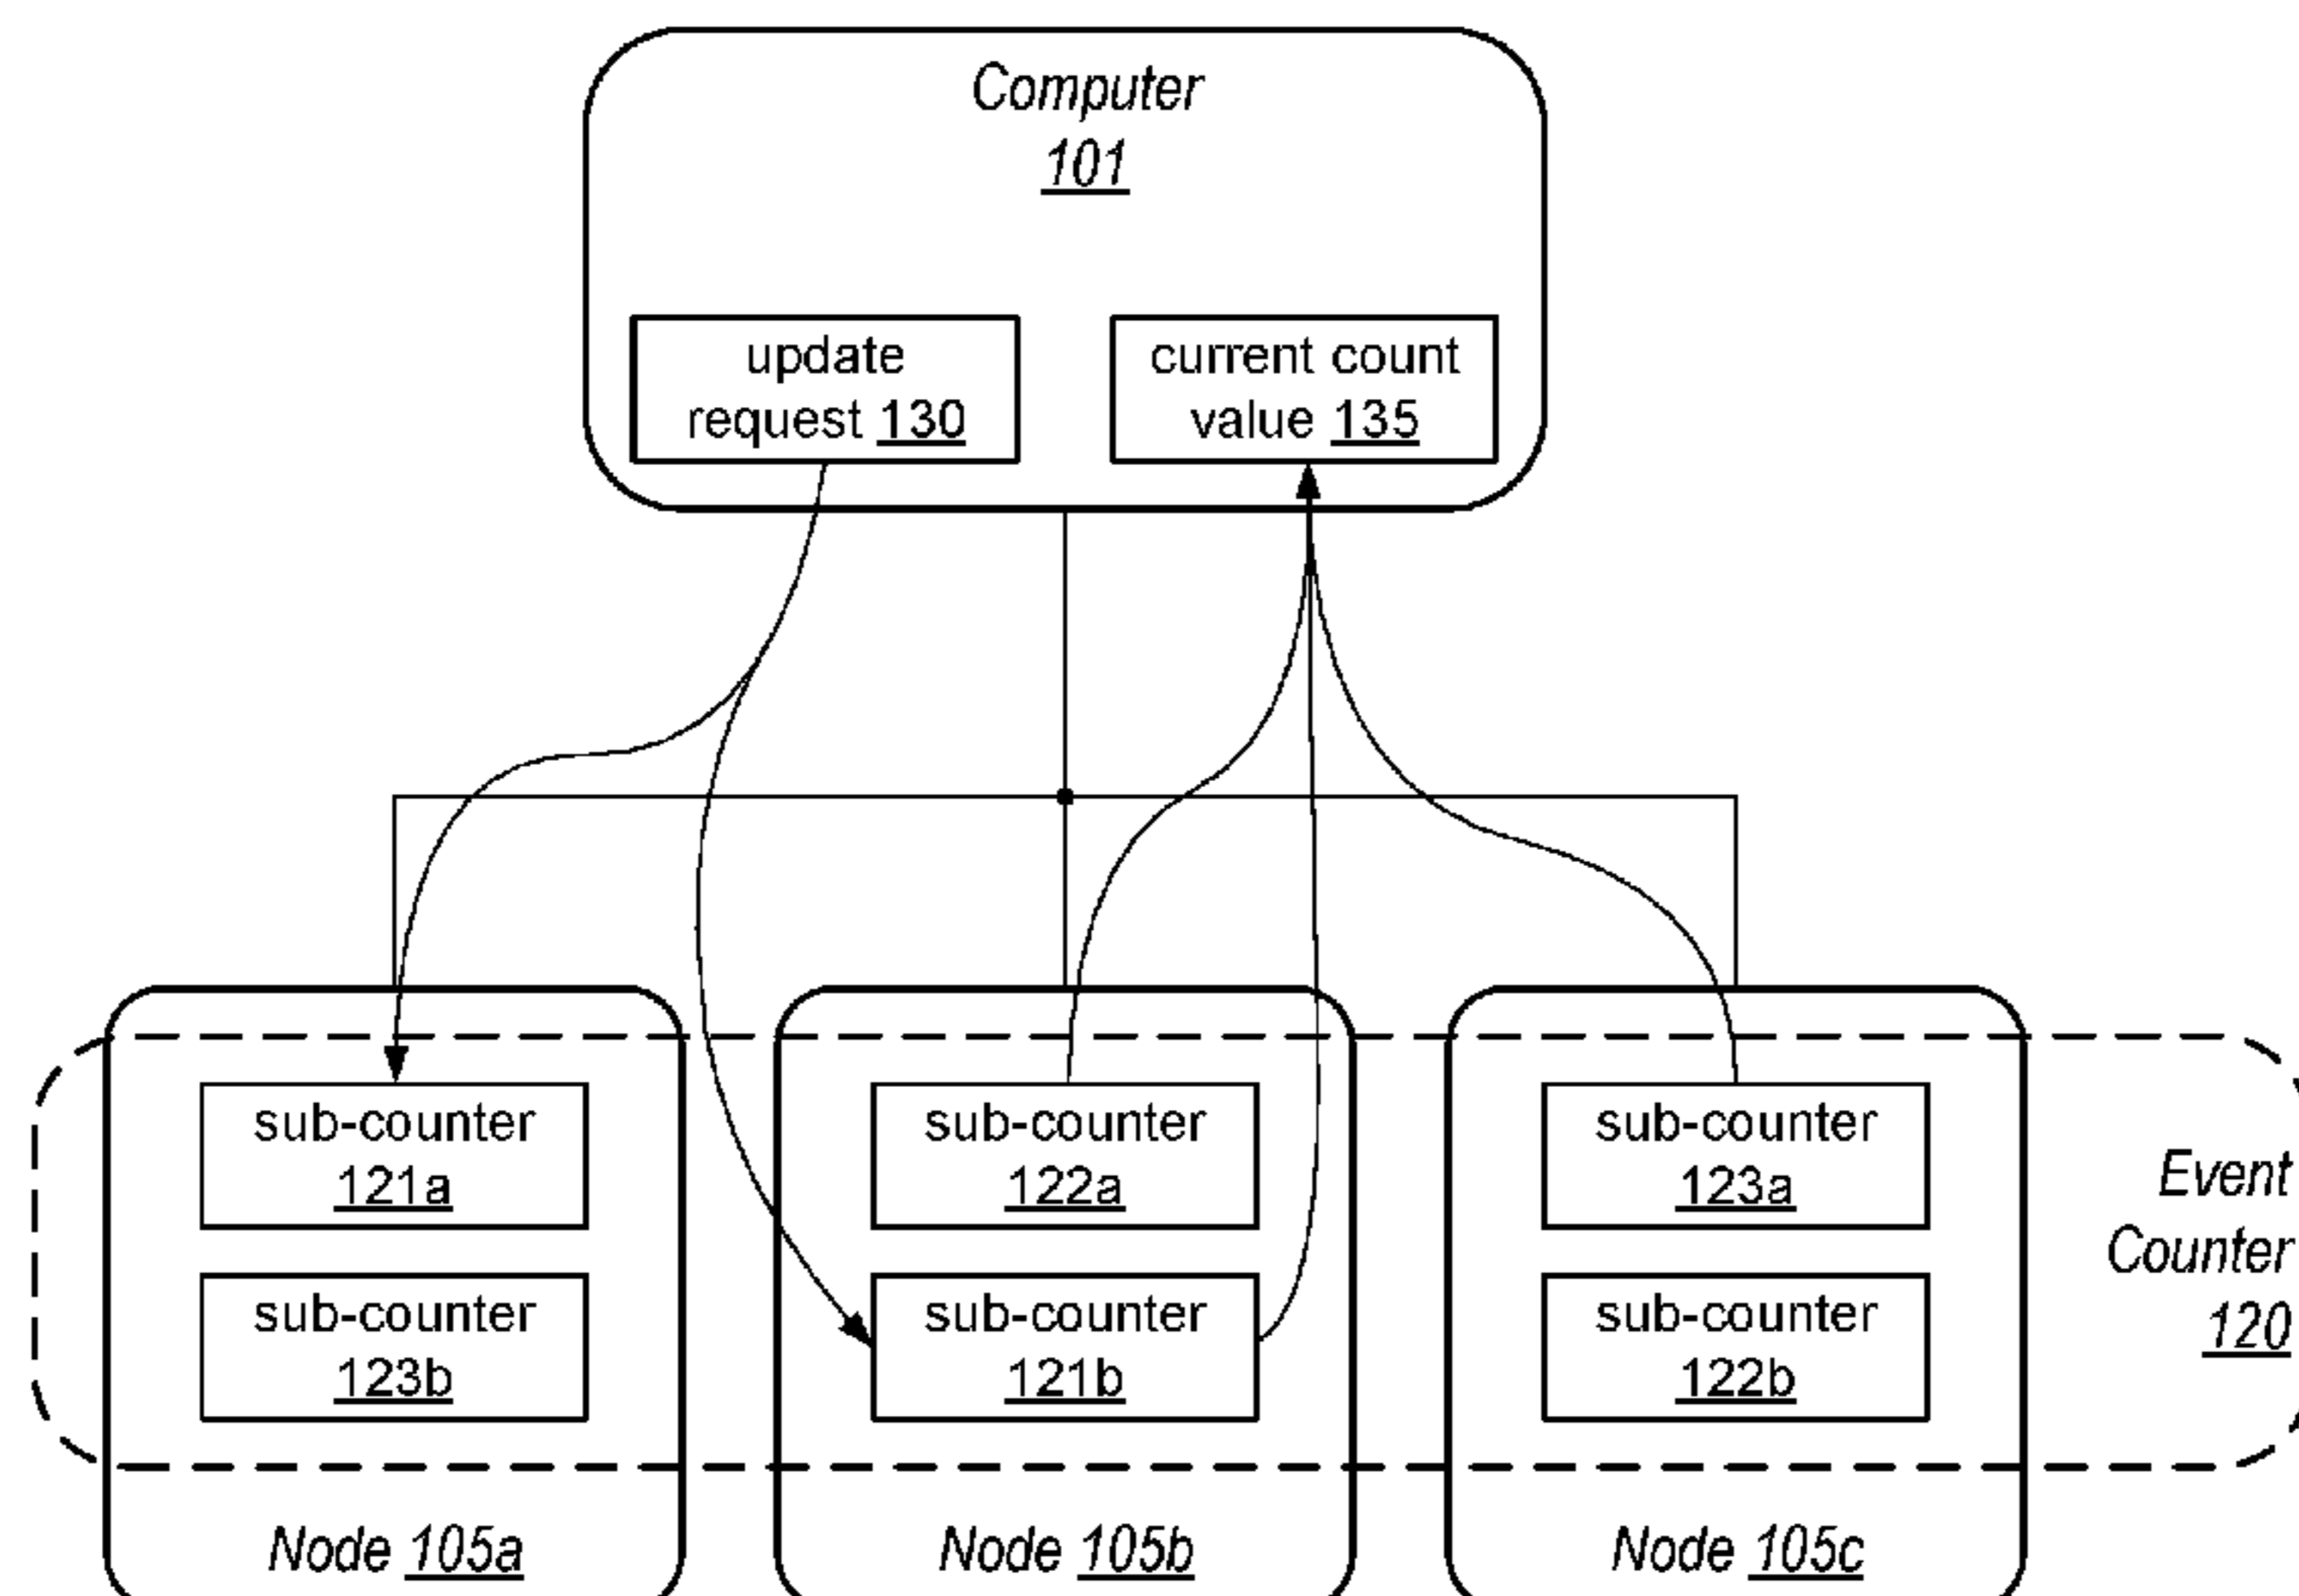 Computer
101
update
request 130
current count
value 135
sub-counter
121a
sub-counter
122a
sub-counter
123a
sub-counter
123b
sub-counter
121b
sub-counter
122b
Event
Counter
120
Node 105a
Node 105b
Node 105c